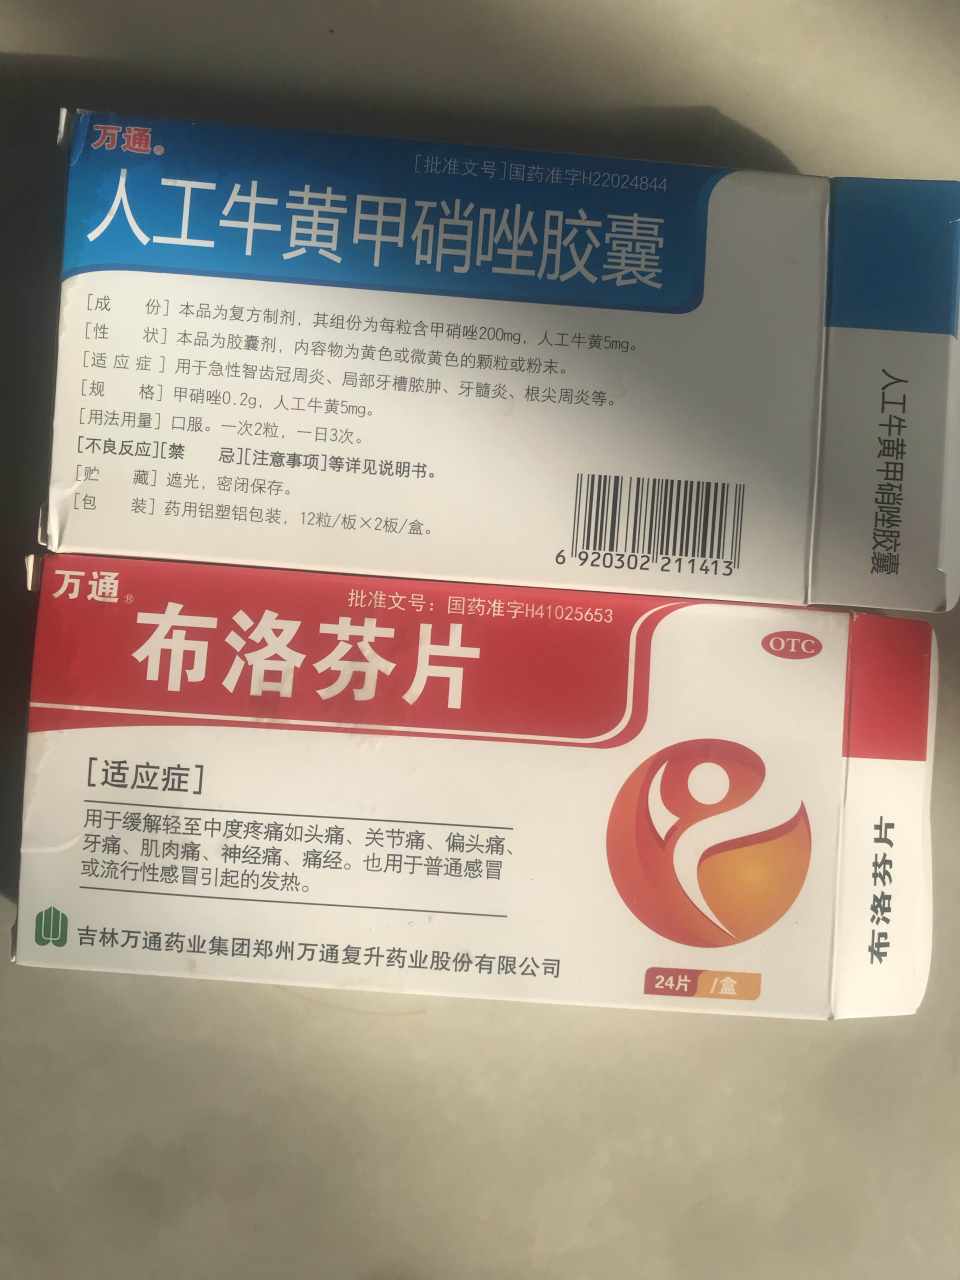 万通®
[批准文号]国药准字H22024844
人工牛黄甲硝唑胶囊
[成 份]本品为复方制剂，其组份为每粒含甲硝唑200mg，人工牛黄5mg。
[性 状]本品为胶囊剂，内容物为黄色或微黄色的颗粒或粉末。
[适应症]用于急性智齿冠周炎、局部牙槽脓肿、牙髓炎、根尖周炎等。
[规 格]甲硝唑0.2g，人工牛黄5mg。
[用法用量]口服。一次2粒，一日3次。
[不良反应][禁 忌][注意事项]等详见说明书。
[贮 藏]遮光，密闭保存。
[包 装]药用铝塑铝包装，12粒/板×2板/盒。
6 920302 211413
人工牛黄甲硝唑胶囊
万通®
批准文号：国药准字H41025653
布洛芬片
OTC
[适应症]
用于缓解轻至中度疼痛如头痛、关节痛、偏头痛、
牙痛、肌肉痛、神经痛、痛经。也用于普通感冒
或流行性感冒引起的发热。
吉林万通药业集团郑州万通复升药业股份有限公司
24片/盒
布洛芬片